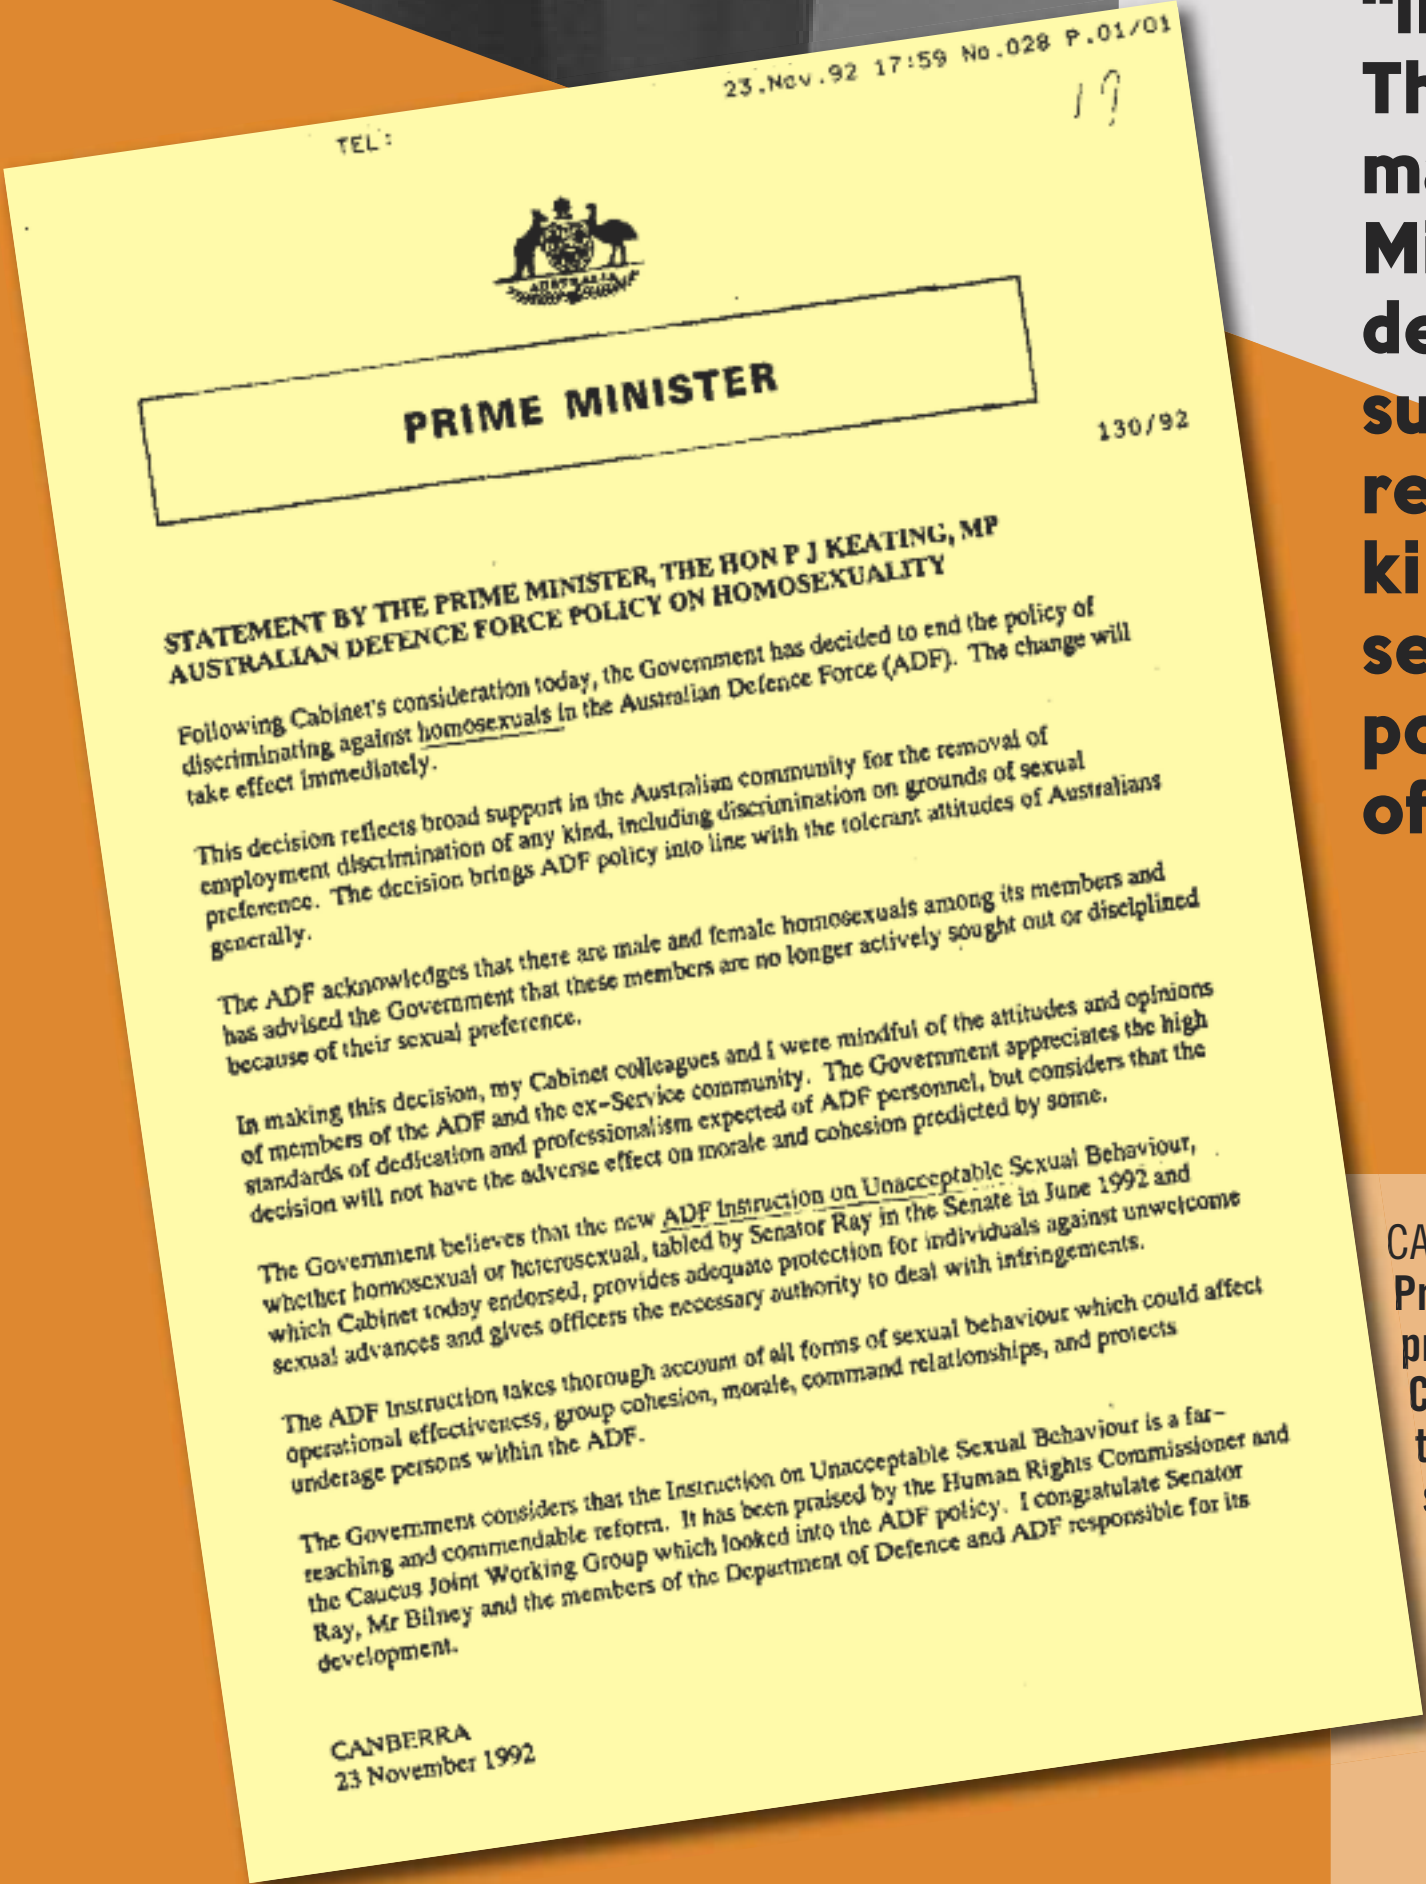 23.Nov.92 17:59 No.028 P.01/01
19
TEL:
AUSTRALIA
PRIME MINISTER
130/92
STATEMENT BY THE PRIME MINISTER, THE HON P J KEATING, MP
AUSTRALIAN DEFENCE FORCE POLICY ON HOMOSEXUALITY
Following Cabinet's consideration today, the Government has decided to end the policy of
discriminating against homosexuals in the Australian Defence Force (ADF). The change will
take effect immediately.
This decision reflects broad support in the Australian community for the removal of
employment discrimination of any kind, including discrimination on grounds of sexual
preference. The decision brings ADF policy into line with the tolerant attitudes of Australians
generally.
The ADF acknowledges that there are male and female homosexuals among its members and
has advised the Government that these members are no longer actively sought out or disciplined
because of their sexual preference.
In making this decision, my Cabinet colleagues and I were mindful of the attitudes and opinions
of members of the ADF and the ex-Service community. The Government appreciates the high
standards of dedication and professionalism expected of ADF personnel, but considers that the
decision will not have the adverse effect on morale and cohesion predicted by some.
The Government believes that the new ADF Instruction on Unacceptable Sexual Behaviour,
whether homosexual or heterosexual, tabled by Senator Ray in the Senate in June 1992 and
which Cabinet today endorsed, provides adequate protection for individuals against unwelcome
sexual advances and gives officers the necessary authority to deal with infringements.
The ADF Instruction takes thorough account of all forms of sexual behaviour which could affect
operational effectiveness, group cohesion, morale, command relationships, and protects
underage persons within the ADF.
The Government considers that the Instruction on Unacceptable Sexual Behaviour is a far-
reaching and commendable reform. It has been praised by the Human Rights Commissioner and
the Caucus Joint Working Group which looked into the ADF policy. I congratulate Senator
Ray, Mr Bilney and the members of the Department of Defence and ADF responsible for its
development.
CANBERRA
23 November 1992
Th
Mi
de
su
re
ki
se
of
CA